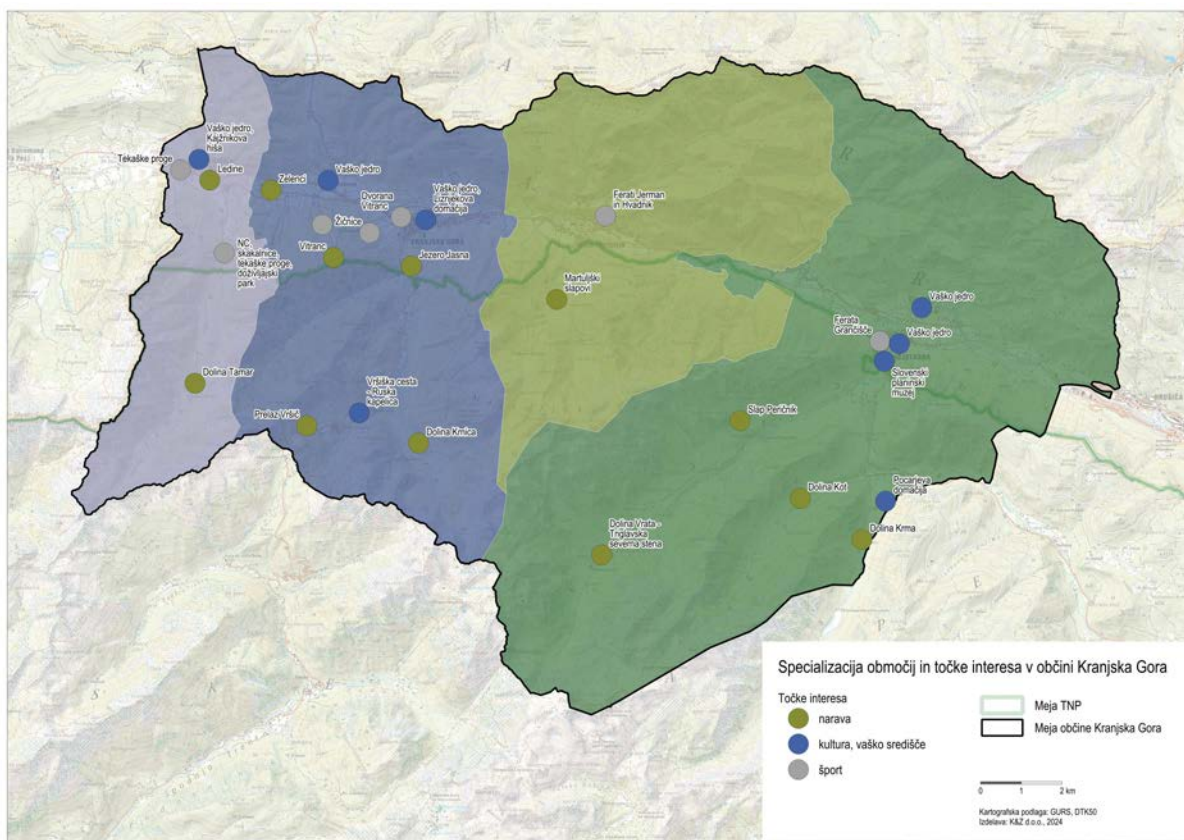 Vaško jedro,
Kajžnikova
hiša
Tekaške proge
Ledine
Zelenci
Vaško jedro
Dvorana
Vitranc
Vaško jedro,
Liznjekova
domačija
Žičnice
Vitranc
Jezero Jasna
NC,
skakalnice,
tekaške proge,
doživljajski
park
Ferati Jerman
in Hvadnik
Martuljški
slapovi
Vaško jedro
Ferata
Grančišče
Vaško jedro
Slovenski
planinski
muzej
Dolina Tamar
Vršiška cesta
- Ruska
kapelica
Prelaz Vršič
Dolina Krnica
Slap Peričnik
Dolina Kot
Pocarjeva
domačija
Dolina Krma
Dolina Vrata -
Triglavska
severna stena
Specializacija območij in točke interesa v občini Kranjska Gora
Točke interesa
narava
kultura, vaško središče
šport
Meja TNP
Meja občine Kranjska Gora
0 1 2 km
Kartografska podlaga: GURS, DTK50
Izdelava: K&Z d.o.o., 2024